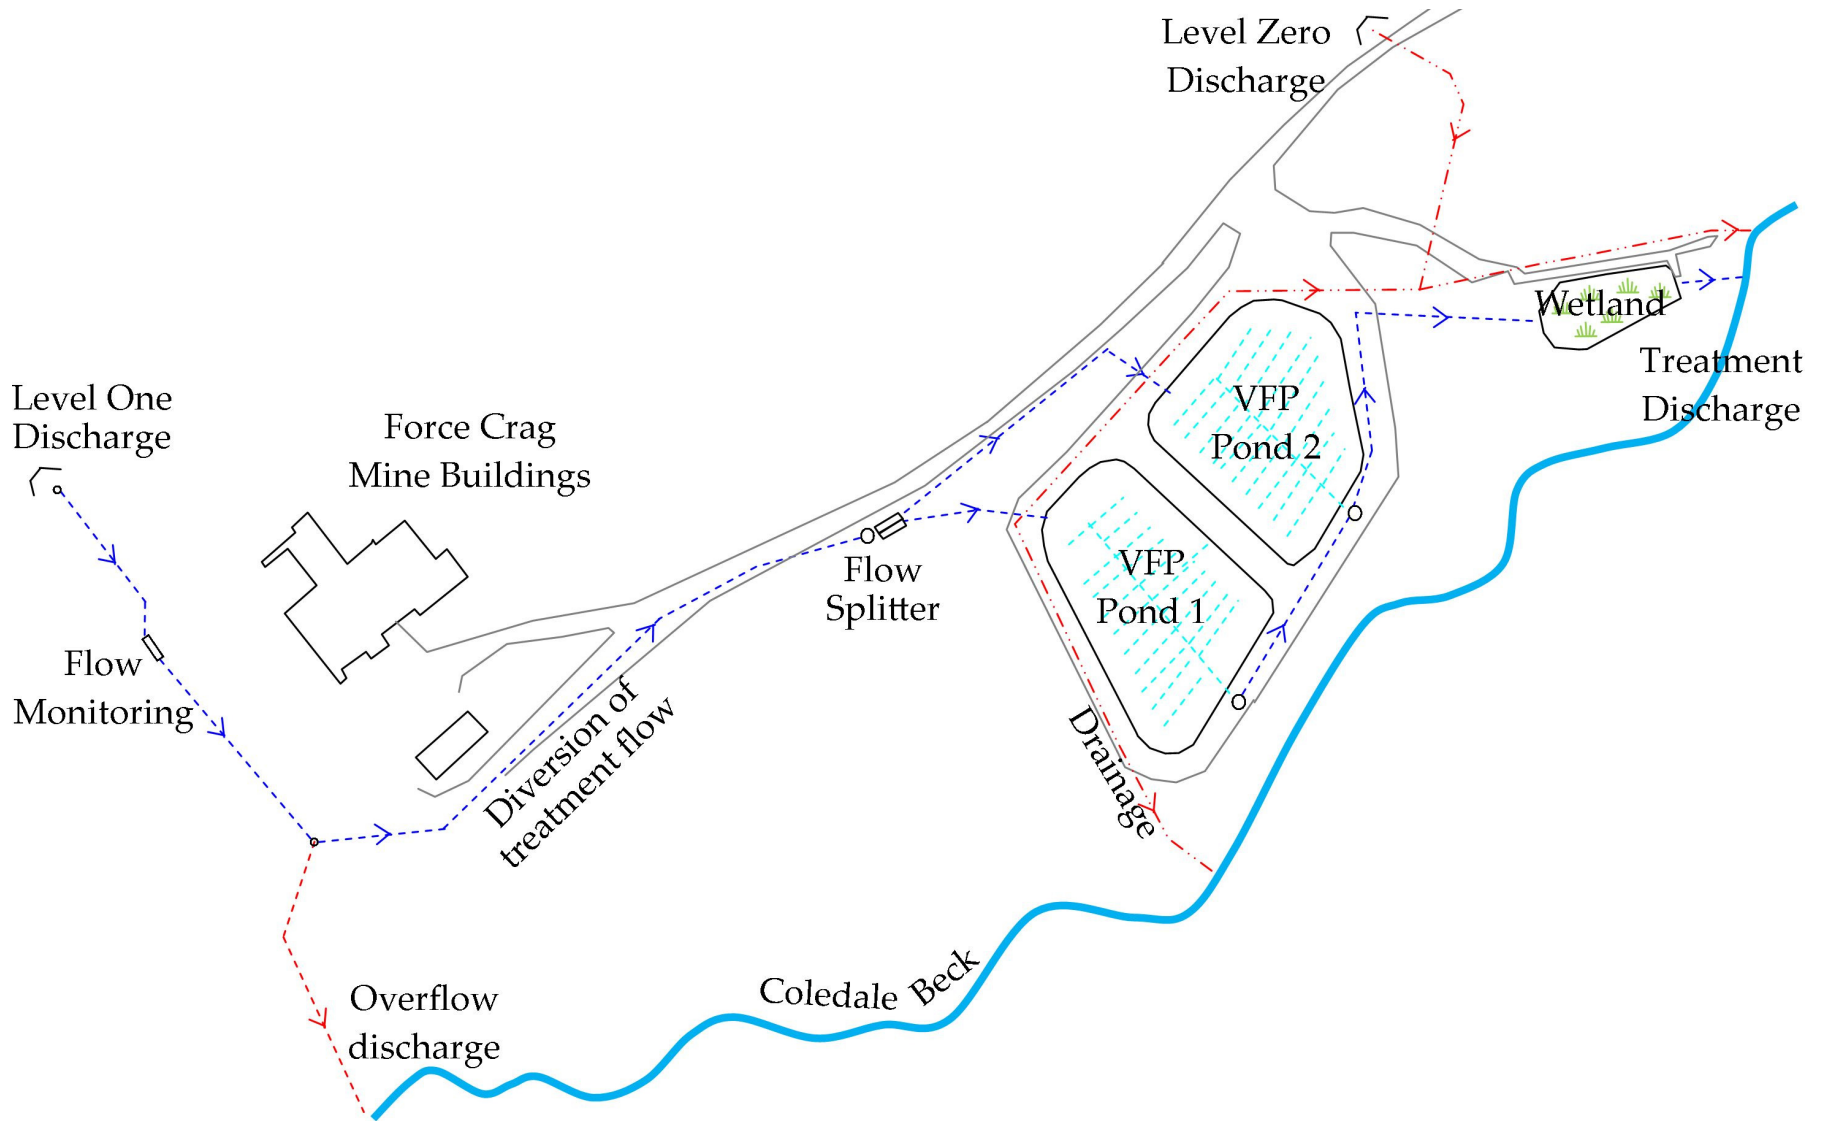 Level Zero
Discharge
Level One
Discharge
Force Crag
Mine Buildings
Wetland
Treatment
Discharge
VFP
Pond 2
VFP
Pond 1
Flow
Splitter
Flow
Monitoring
Diversion of
treatment flow
Drainage
Overflow
discharge
Coledale Beck